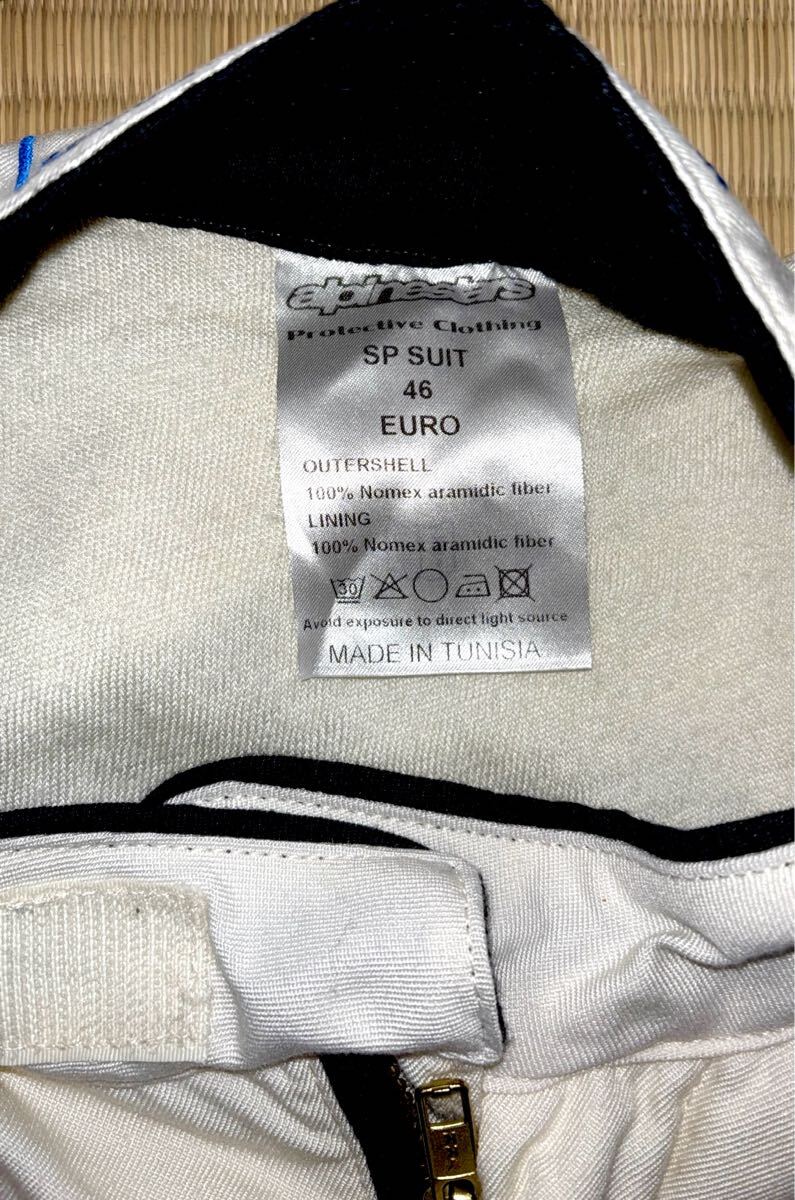 alpinestars
Protective Clothing
SP SUIT
46
EURO
OUTERSHELL
100% Nomex aramidic fiber
LINING
100% Nomex aramidic fiber
30
Avoid exposure to direct light source
MADE IN TUNISIA